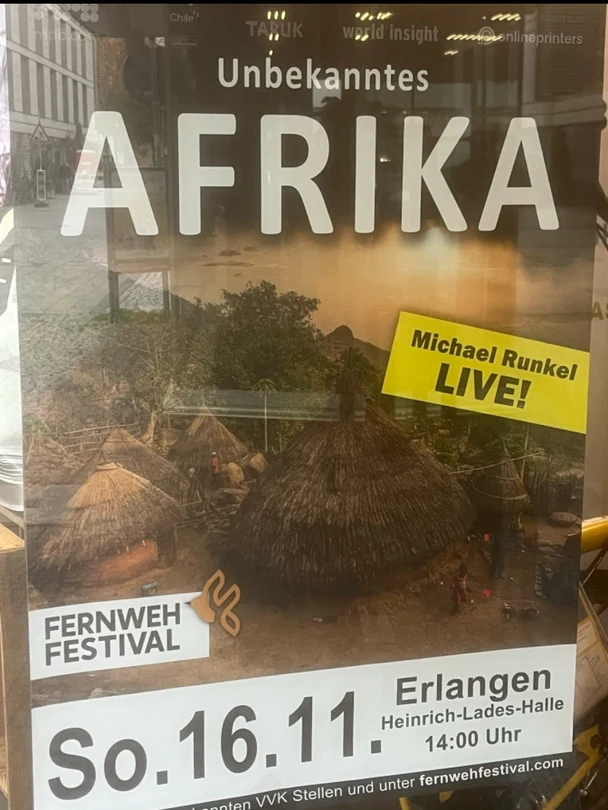 Chile
TARUK
world insight
onlineprinters
Unbekanntes
AFRIKA
Michael Runkel
LIVE!
FERNWEH
FESTIVAL
So.16.11.
Erlangen
Heinrich-Lades-Halle
14:00 Uhr
VVK Stellen und unter fernwehfestival.com